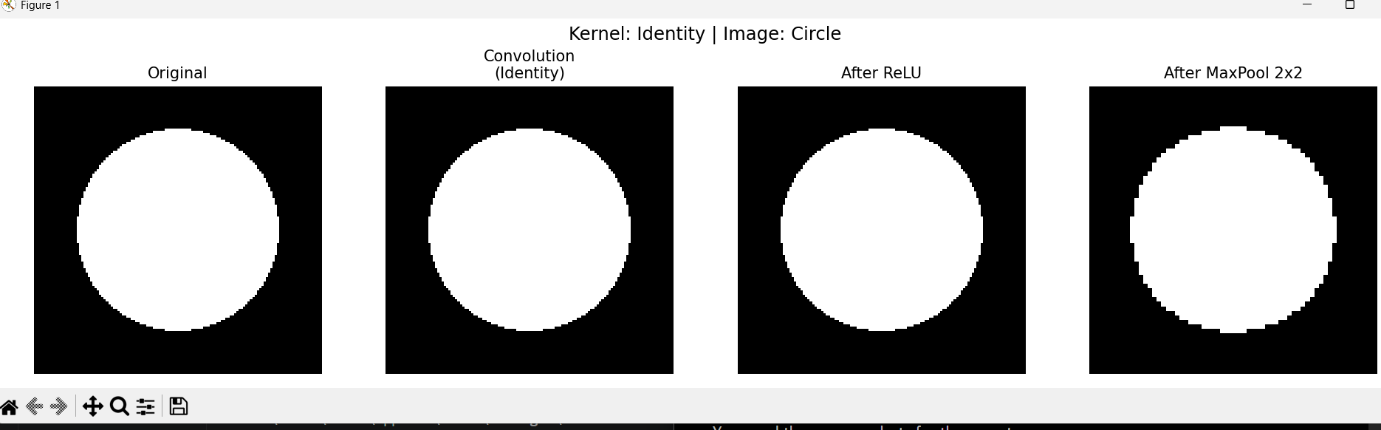 Figure 1
Kernel: Identity | Image: Circle
Original
Convolution
(Identity)
After ReLU
After MaxPool 2x2